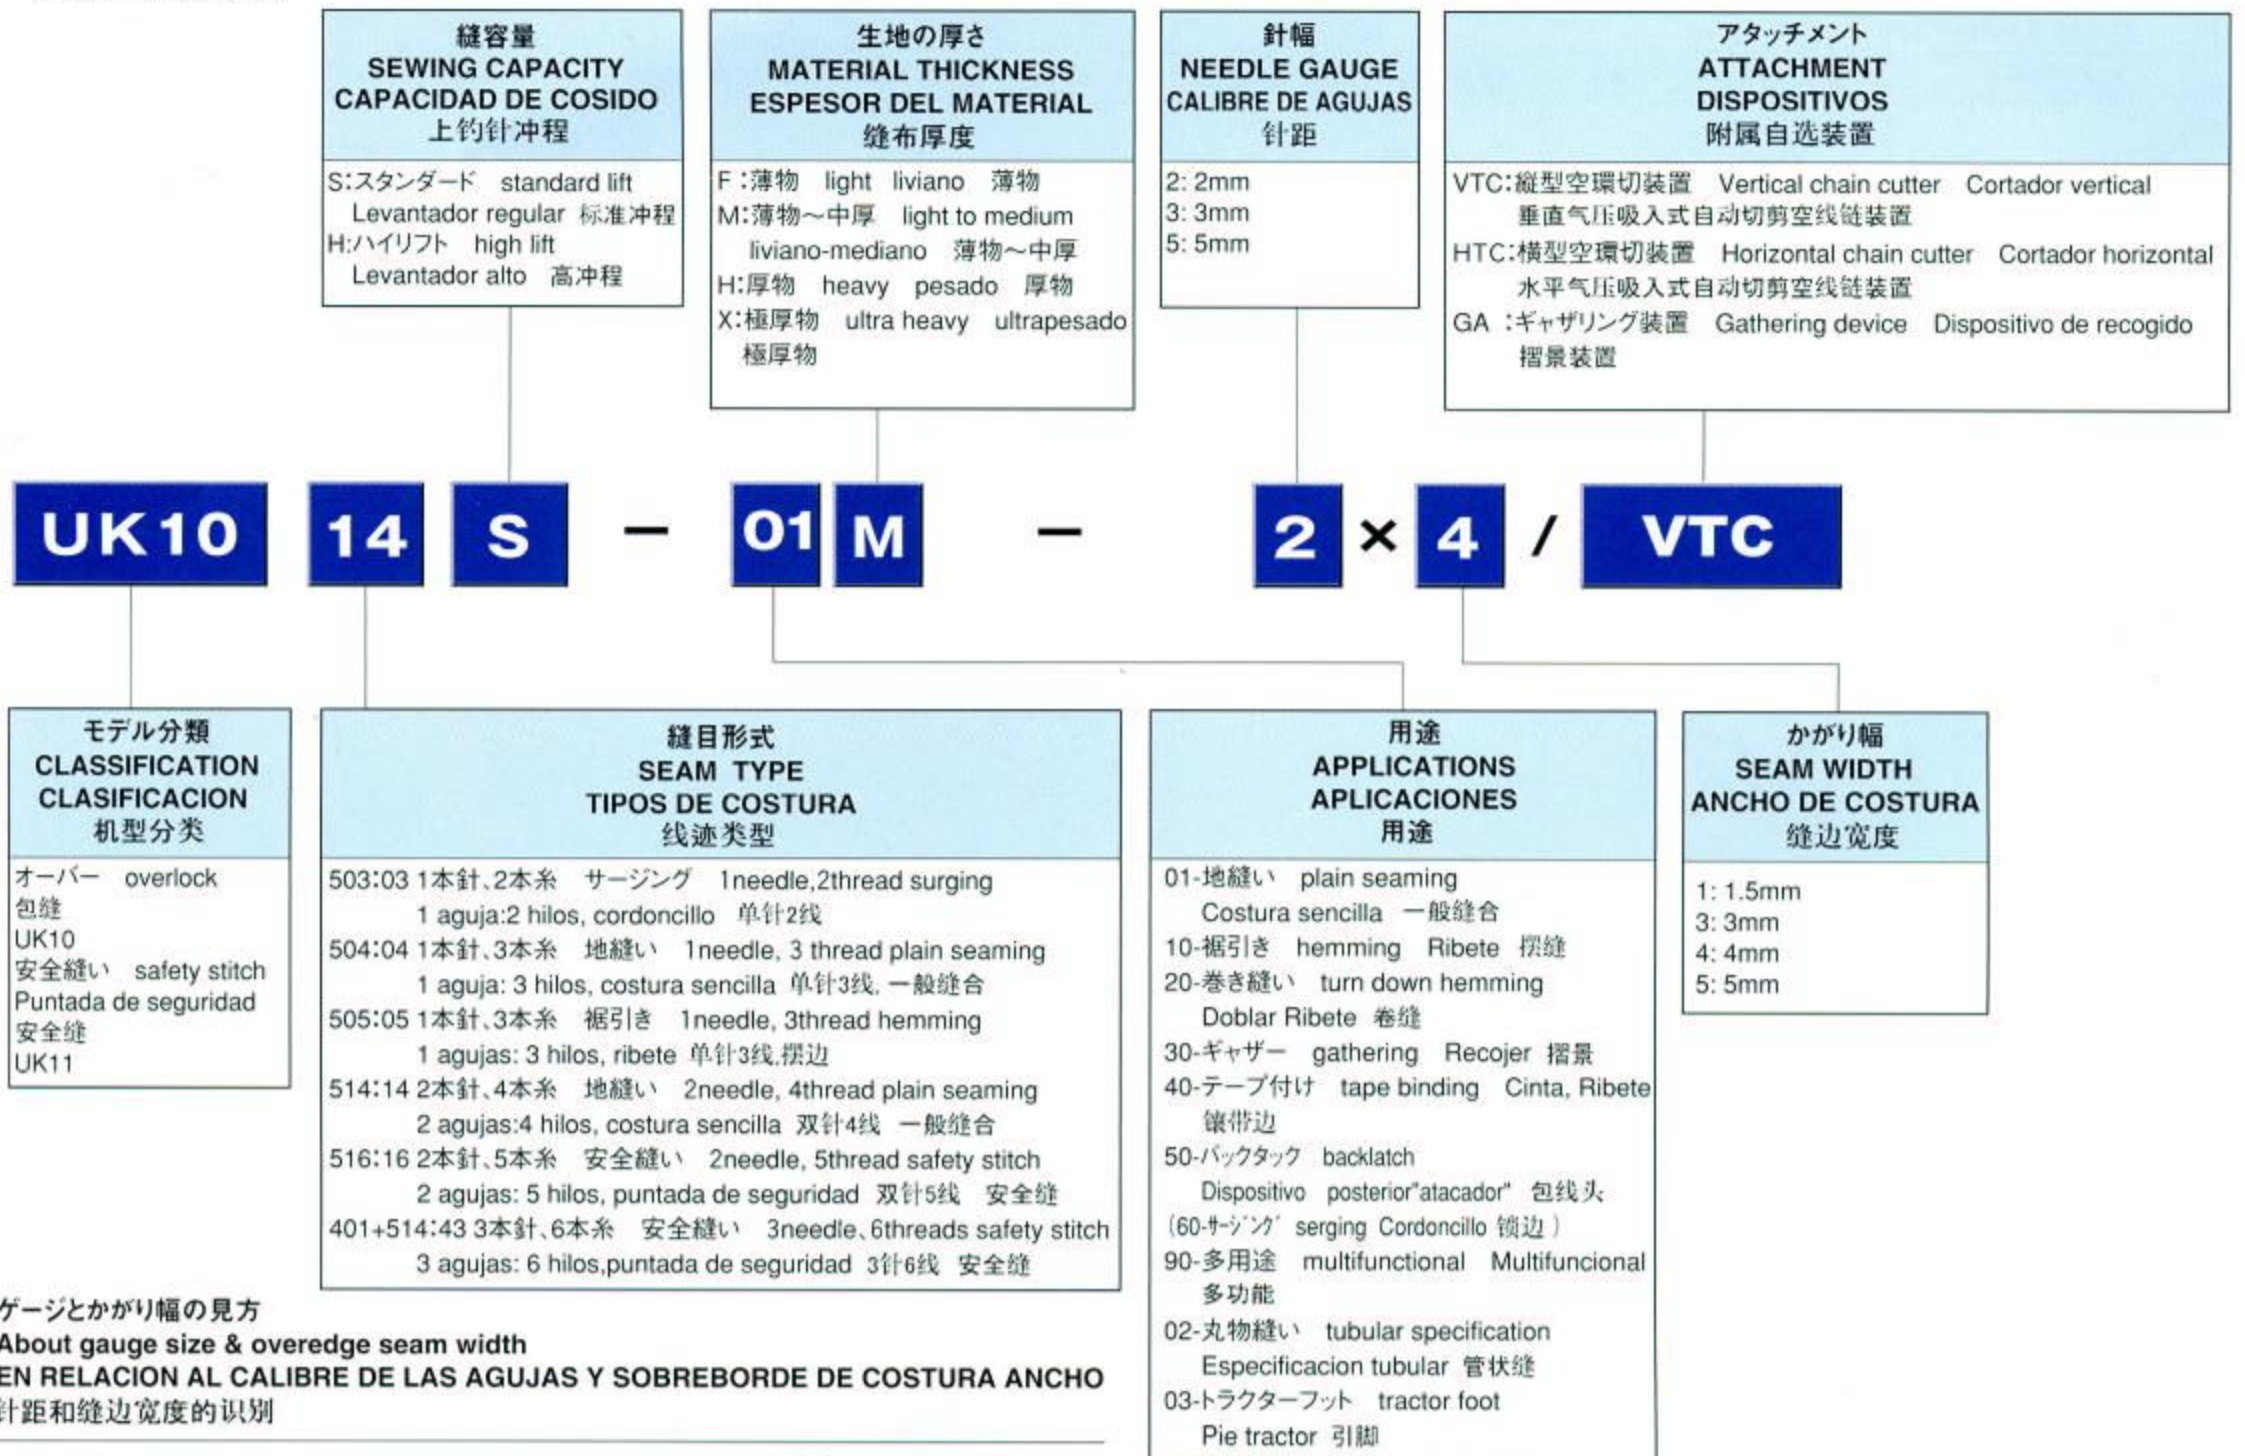 縫容量
SEWING CAPACITY
CAPACIDAD DE COSIDO
上钓针冲程
S:スタンダード standard lift
Levantador regular 标准冲程
H:ハイリフト high lift
Levantador alto 高冲程
生地の厚さ
MATERIAL THICKNESS
ESPESOR DEL MATERIAL
缝布厚度
F:薄物 light liviano 薄物
M:薄物~中厚 light to medium
liviano-mediano 薄物~中厚
H:厚物 heavy pesado 厚物
X:極厚物 ultra heavy ultrapesado
極厚物
針幅
NEEDLE GAUGE
CALIBRE DE AGUJAS
针距
2: 2mm
3: 3mm
5: 5mm
アタッチメント
ATTACHMENT
DISPOSITIVOS
附属自选装置
VTC:縦型空環切装置 Vertical chain cutter Cortador vertical
垂直气压吸入式自动切剪空线链装置
HTC:横型空環切装置 Horizontal chain cutter Cortador horizontal
水平气压吸入式自动切剪空线链装置
GA :ギャザリング装置 Gathering device Dispositivo de recogido
摺景装置
UK10 14 S - 01 M - 2 × 4 / VTC
モデル分類
CLASSIFICATION
CLASIFICACION
机型分类
オーバー overlock
包缝
UK10
安全縫い safety stitch
Puntada de seguridad
安全缝
UK11
縫目形式
SEAM TYPE
TIPOS DE COSTURA
线迹类型
503:03 1本針、2本糸 サージング 1needle,2thread surging
1 aguja:2 hilos, cordoncillo 单针2线
504:04 1本針、3本糸 地縫い 1needle, 3 thread plain seaming
1 aguja: 3 hilos, costura sencilla 单针3线, 一般缝合
505:05 1本針、3本糸 裾引き 1needle, 3thread hemming
1 agujas: 3 hilos, ribete 单针3线,摆边
514:14 2本針、4本糸 地縫い 2needle, 4thread plain seaming
2 agujas:4 hilos, costura sencilla 双针4线 一般缝合
516:16 2本針、5本糸 安全縫い 2needle, 5thread safety stitch
2 agujas: 5 hilos, puntada de seguridad 双针5线 安全缝
401+514:43 3本針、6本糸 安全縫い 3needle、6threads safety stitch
3 agujas: 6 hilos,puntada de seguridad 3针6线 安全缝
用途
APPLICATIONS
APLICACIONES
用途
01-地縫い plain seaming
Costura sencilla 一般缝合
10-裾引き hemming Ribete 摆缝
20-巻き縫い turn down hemming
Doblar Ribete 卷缝
30-ギャザー gathering Recojer 摺景
40-テープ付け tape binding Cinta, Ribete
镶带边
50-バックタック backlatch
Dispositivo posterior"atacador" 包线头
(60-サージング serging Cordoncillo 锁边)
90-多用途 multifunctional Multifuncional
多功能
02-丸物縫い tubular specification
Especificacion tubular 管状缝
03-トラクターフット tractor foot
Pie tractor 引脚
かがり幅
SEAM WIDTH
ANCHO DE COSTURA
缝边宽度
1: 1.5mm
3: 3mm
4: 4mm
5: 5mm
ゲージとかがり幅の見方
About gauge size & overedge seam width
EN RELACION AL CALIBRE DE LAS AGUJAS Y SOBREBORDE DE COSTURA ANCHO
针距和缝边宽度的识别